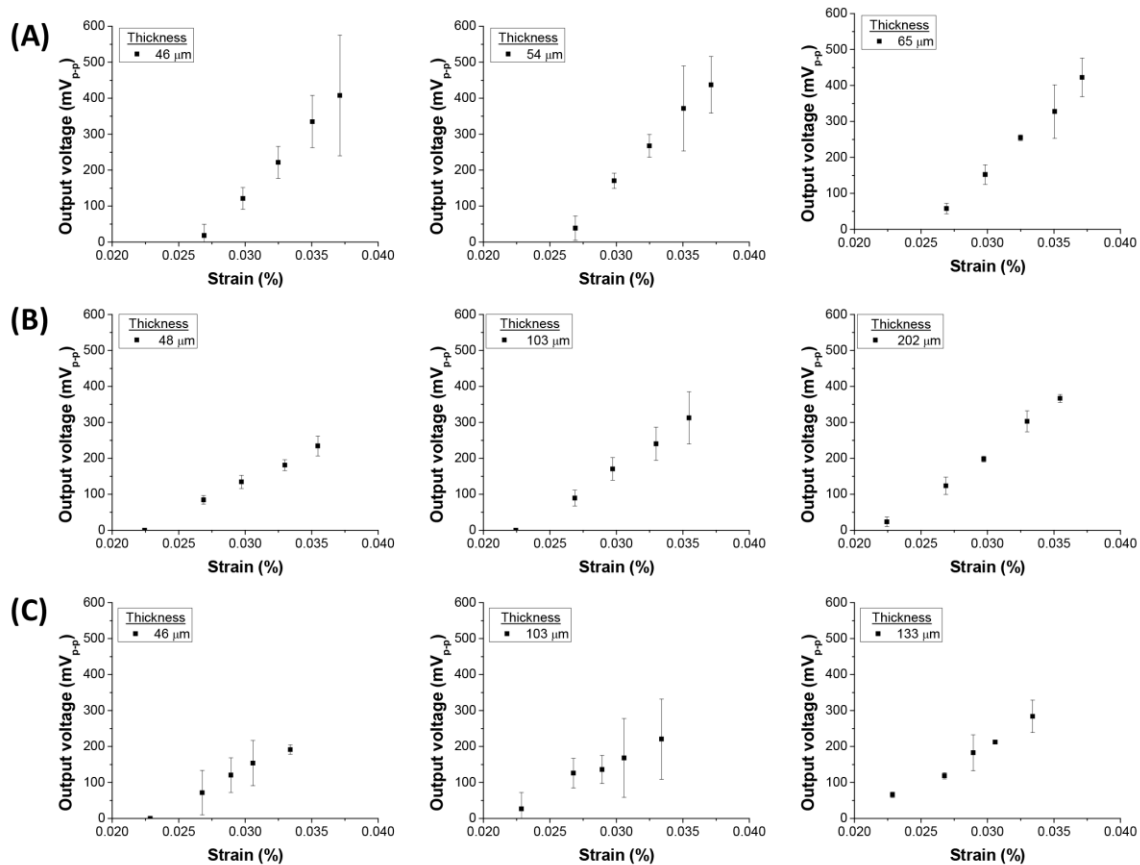 (A)
Thickness
46 μm
Output voltage (mVp-p)
600
500
400
300
200
100
0
0.020 0.025 0.030 0.035 0.040
Strain (%)
Thickness
54 μm
Output voltage (mVp-p)
600
500
400
300
200
100
0
0.020 0.025 0.030 0.035 0.040
Strain (%)
Thickness
65 μm
Output voltage (mVp-p)
600
500
400
300
200
100
0
0.020 0.025 0.030 0.035 0.040
Strain (%)
(B)
Thickness
48 μm
Output voltage (mVp-p)
600
500
400
300
200
100
0
0.020 0.025 0.030 0.035 0.040
Strain (%)
Thickness
103 μm
Output voltage (mVp-p)
600
500
400
300
200
100
0
0.020 0.025 0.030 0.035 0.040
Strain (%)
Thickness
202 μm
Output voltage (mVp-p)
600
500
400
300
200
100
0
0.020 0.025 0.030 0.035 0.040
Strain (%)
(C)
Thickness
46 μm
Output voltage (mVp-p)
600
500
400
300
200
100
0
0.020 0.025 0.030 0.035 0.040
Strain (%)
Thickness
103 μm
Output voltage (mVp-p)
600
500
400
300
200
100
0
0.020 0.025 0.030 0.035 0.040
Strain (%)
Thickness
133 μm
Output voltage (mVp-p)
600
500
400
300
200
100
0
0.020 0.025 0.030 0.035 0.040
Strain (%)